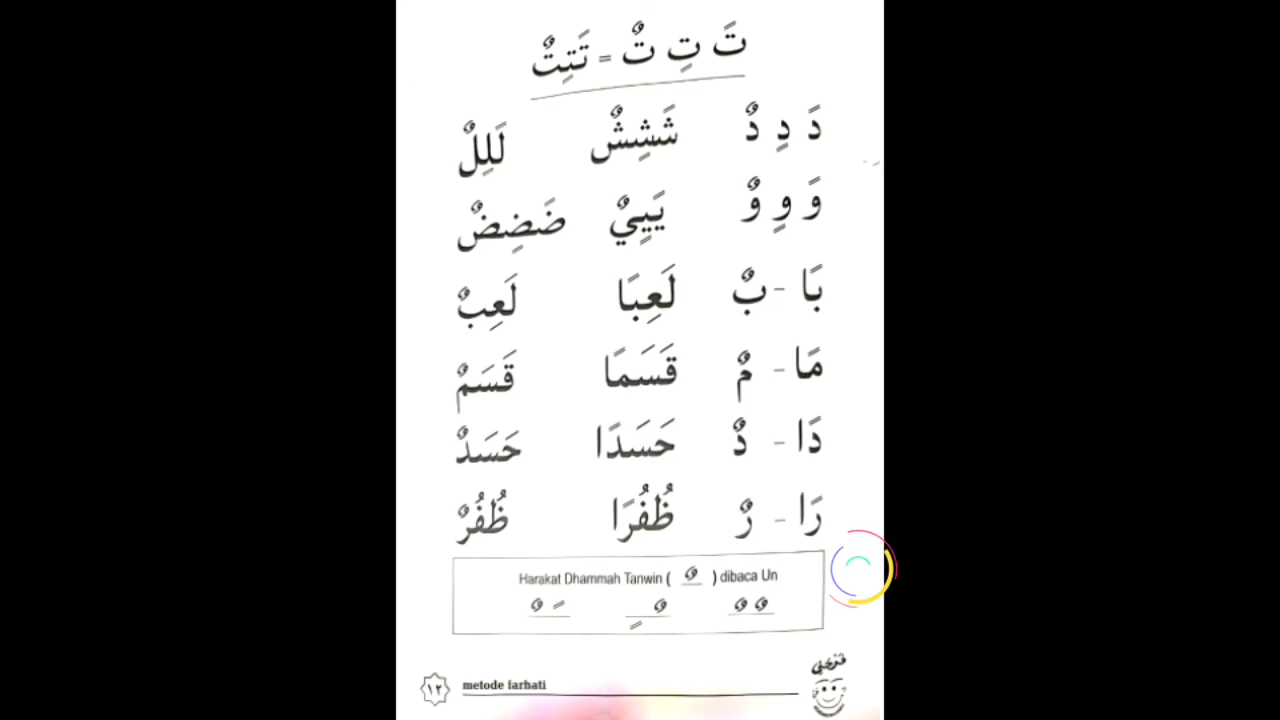 تً تٍ تٌ = تًتٍتٌ
دً دٍ دٌ شًشٍشٌ لًلٍلٌ
وً وٍ وٌ يًيٍيٌ ضًضٍضٌ
بًا - بٌ لَعِبًا لَعِبٌ
مًا - مٌ قَسَمًا قَسَمٌ
دًا - دٌ حَسَدًا حَسَدٌ
رًا - رٌ ظُفُرًا ظُفُرٌ
Harakat Dhammah Tanwin ( ـٌ ) dibaca Un
ـٌـٌ ـٌـٍ ـًـٌ
١٢ metode farhati